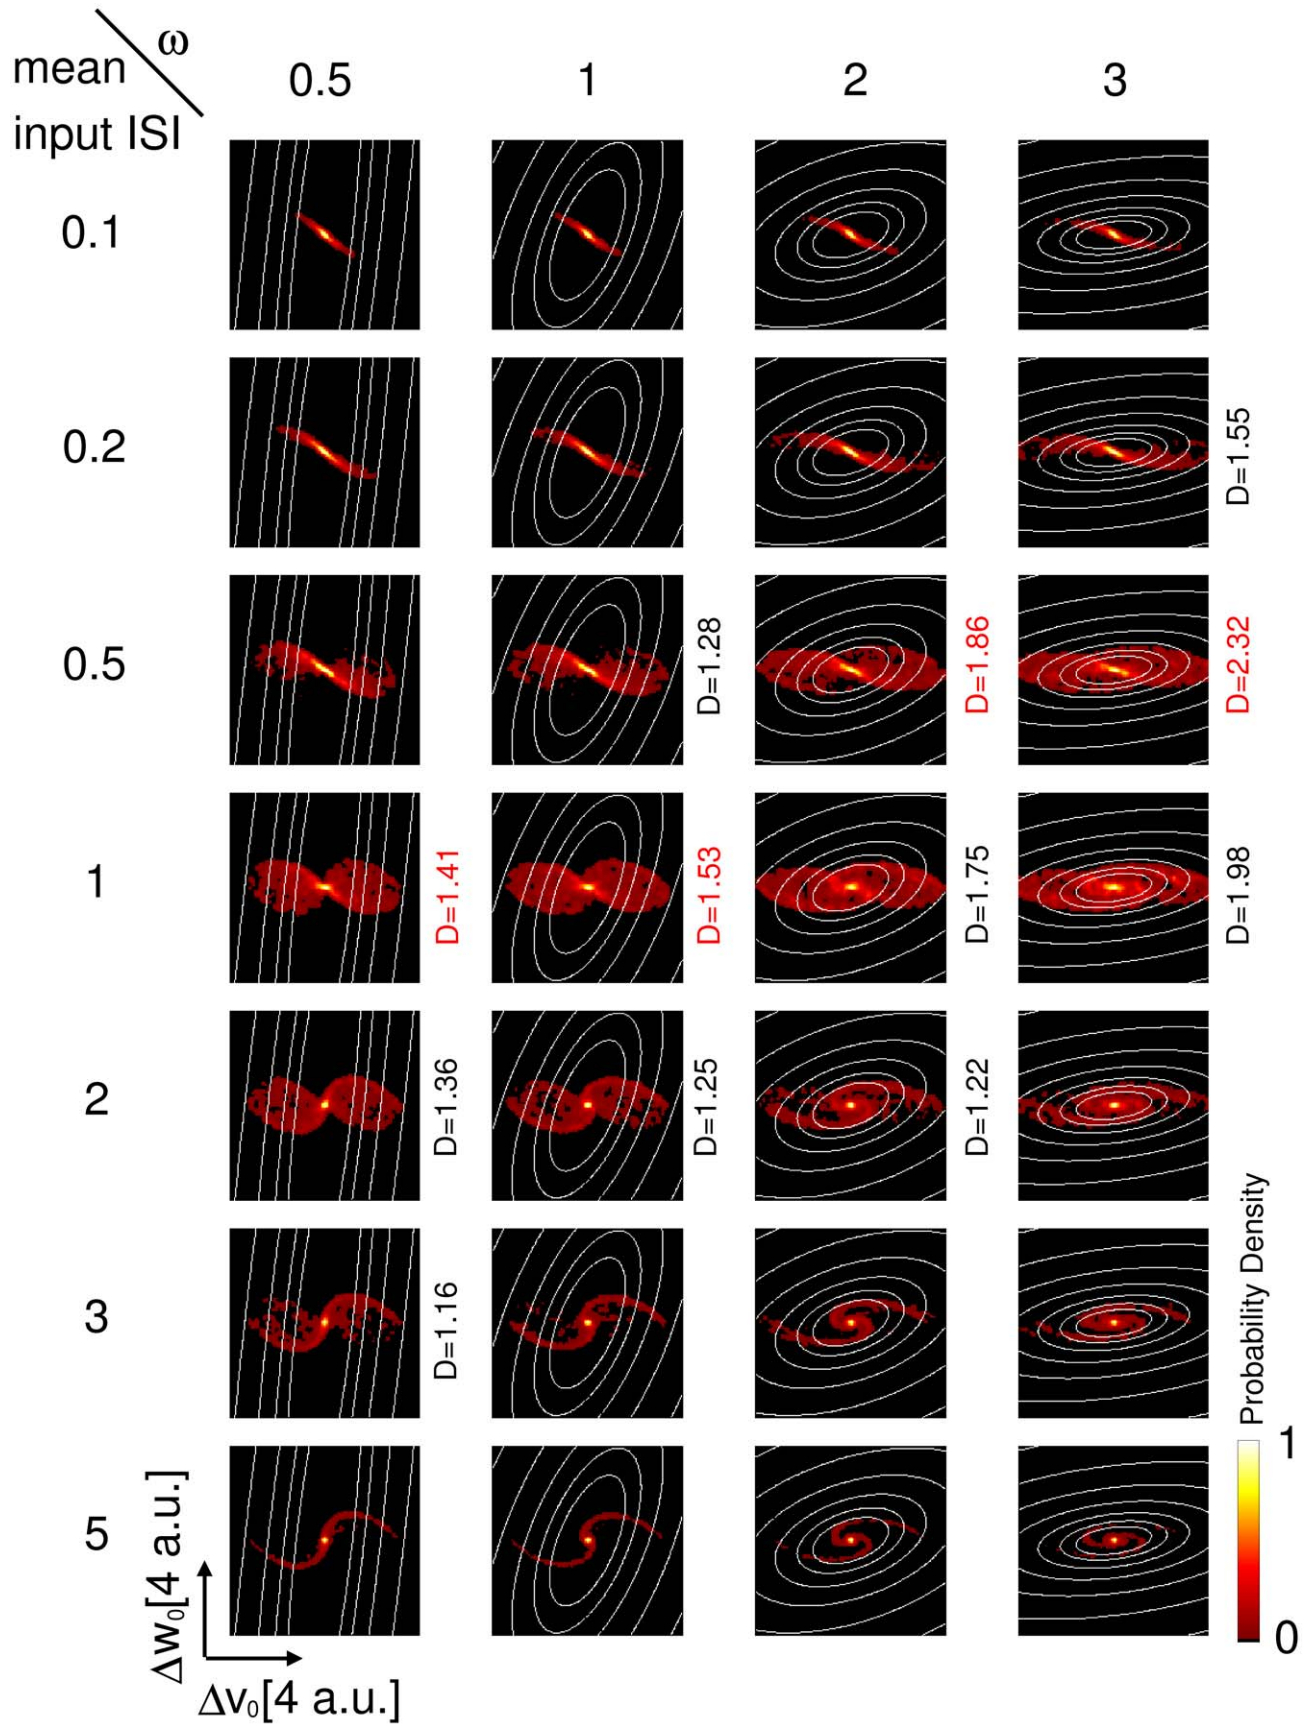 ω
mean
input ISI
0.5 1 2 3
0.1
0.2
D=1.55
0.5
D=1.28
D=1.86
D=2.32
1
D=1.41
D=1.53
D=1.75
D=1.98
2
D=1.36
D=1.25
D=1.22
3
D=1.16
5
Probability Density
1
0
Δw₀[4 a.u.]
Δv₀[4 a.u.]